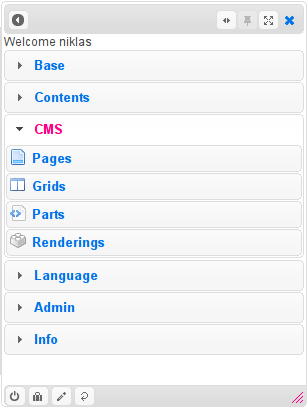 Welcome niklas
Base
Contents
CMS
Pages
Grids
Parts
Renderings
Language
Admin
Info